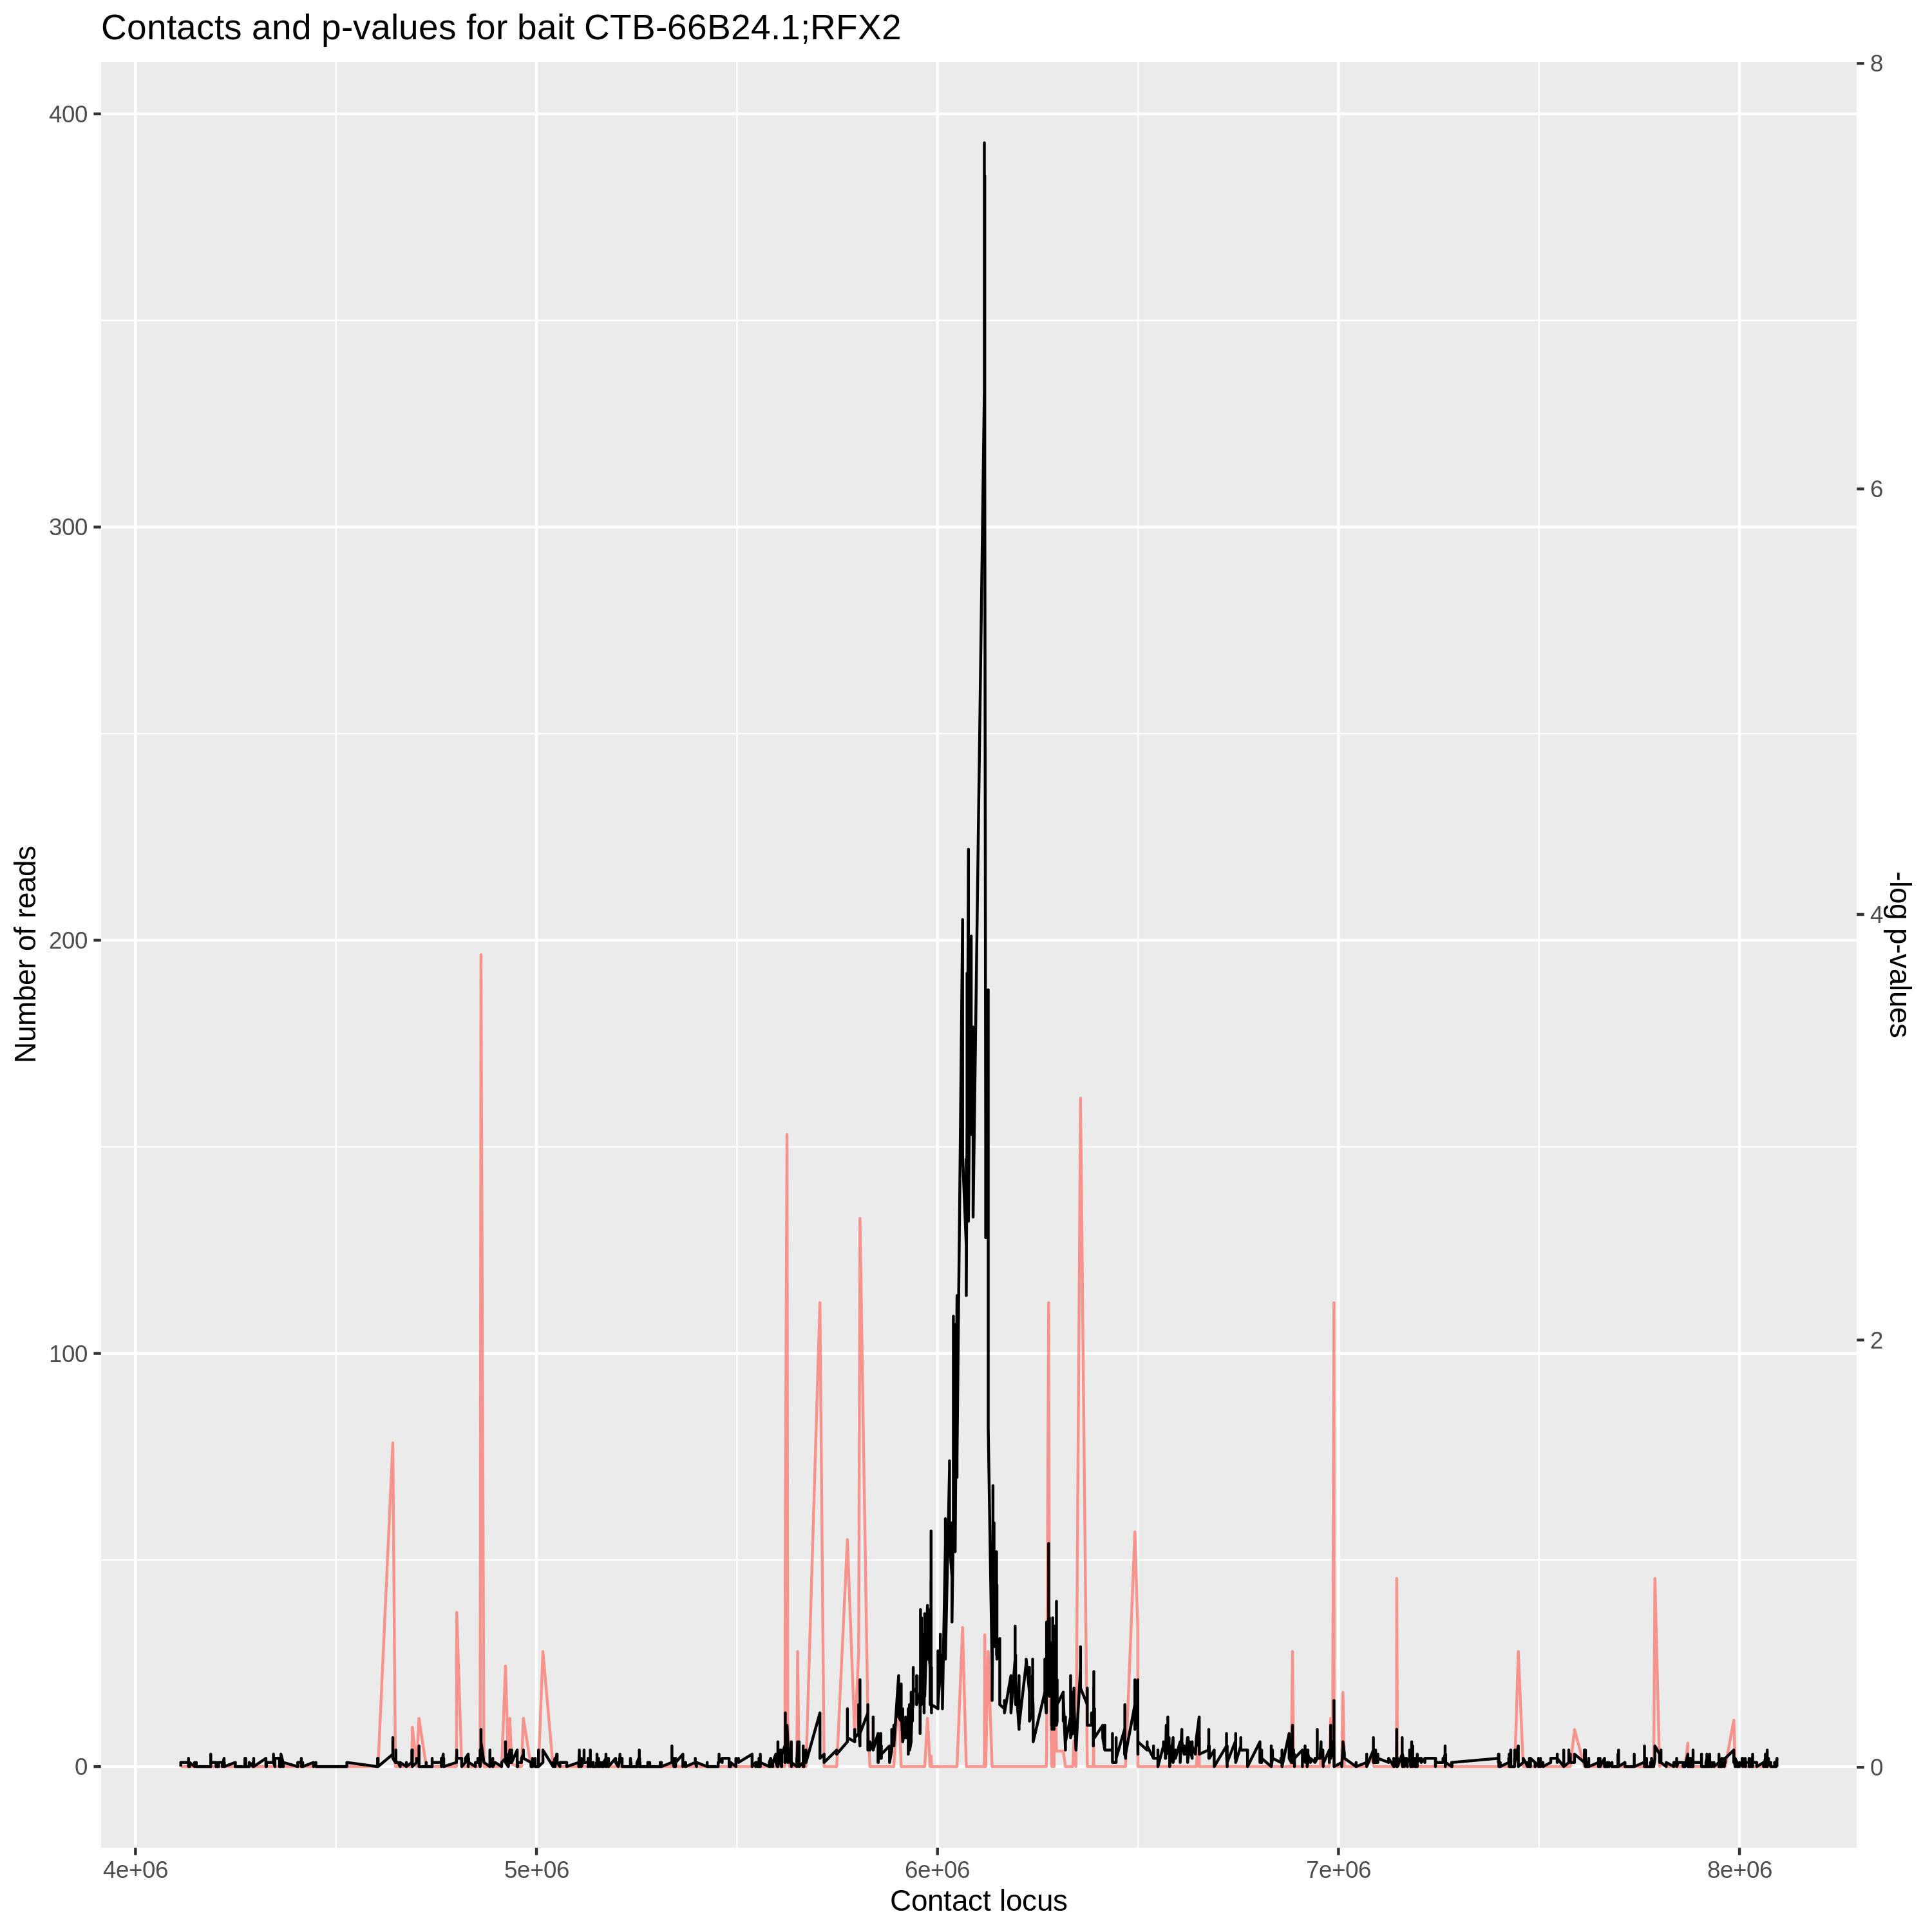 Contacts and p-values for bait CTB-66B24.1;RFX2
400
300
200
100
0
8
6
4
2
0
Number of reads
-log p-values
4e+06
5e+06
6e+06
7e+06
8e+06
Contact locus